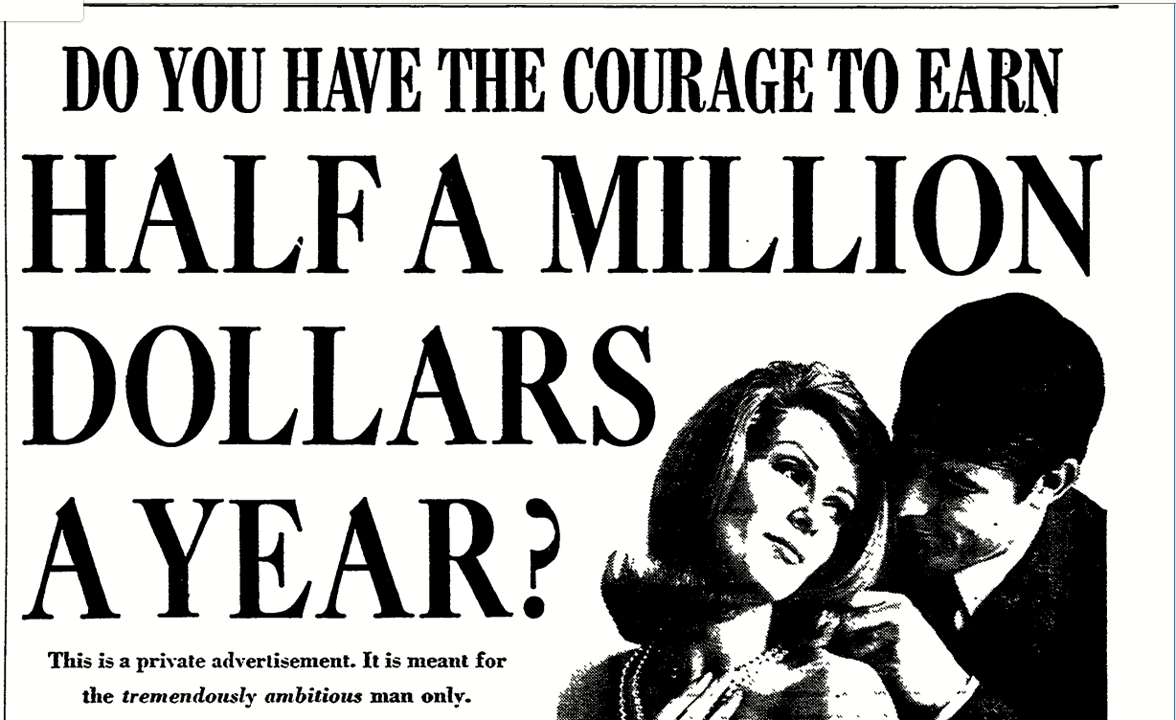 DO YOU HAVE THE COURAGE TO EARN
HALF A MILLION
DOLLARS
A YEAR?
This is a private advertisement. It is meant for
the tremendously ambitious man only.